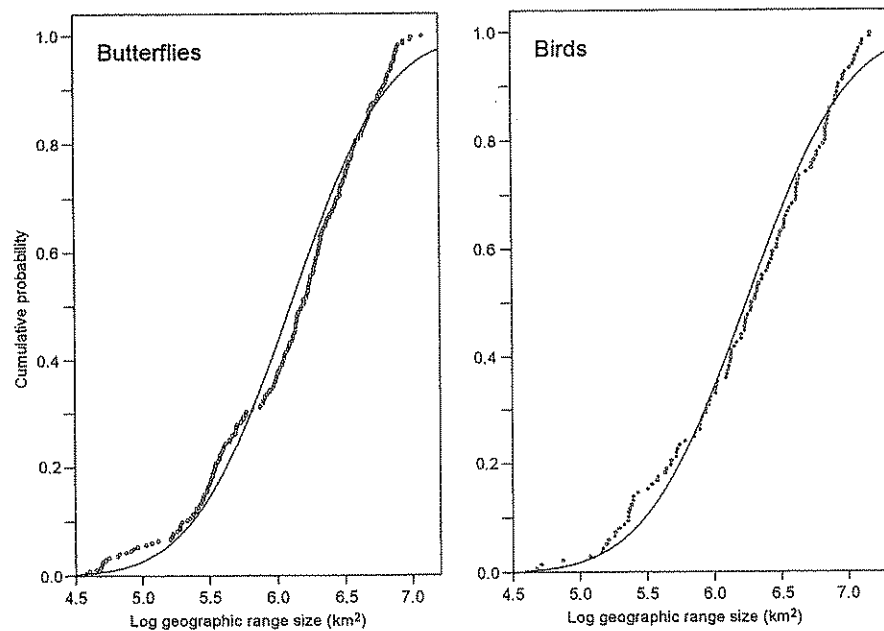 Butterflies
1.0
0.8
0.6
0.4
0.2
0.0
Cumulative probability
4.5 5.0 5.5 6.0 6.5 7.0
Log geographic range size (km²)
Birds
1.0
0.8
0.6
0.4
0.2
0.0
4.5 5.0 5.5 6.0 6.5 7.0
Log geographic range size (km²)